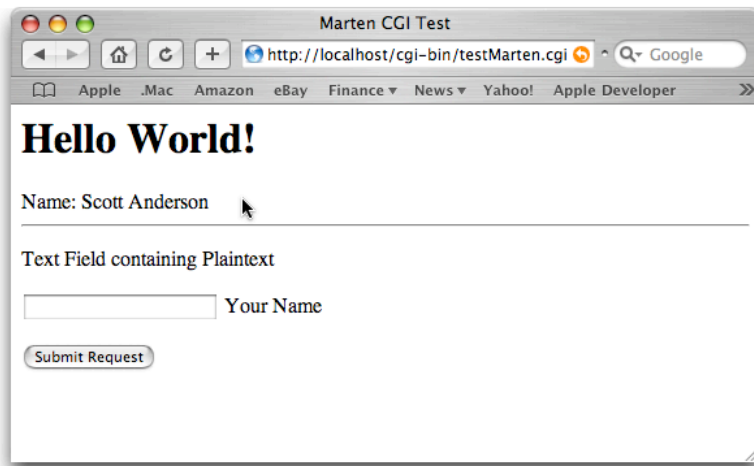 Marten CGI Test
http://localhost/cgi-bin/testMarten.cgi Google
Apple .Mac Amazon eBay Finance News Yahoo! Apple Developer
Hello World!
Name: Scott Anderson
Text Field containing Plaintext
Your Name
Submit Request